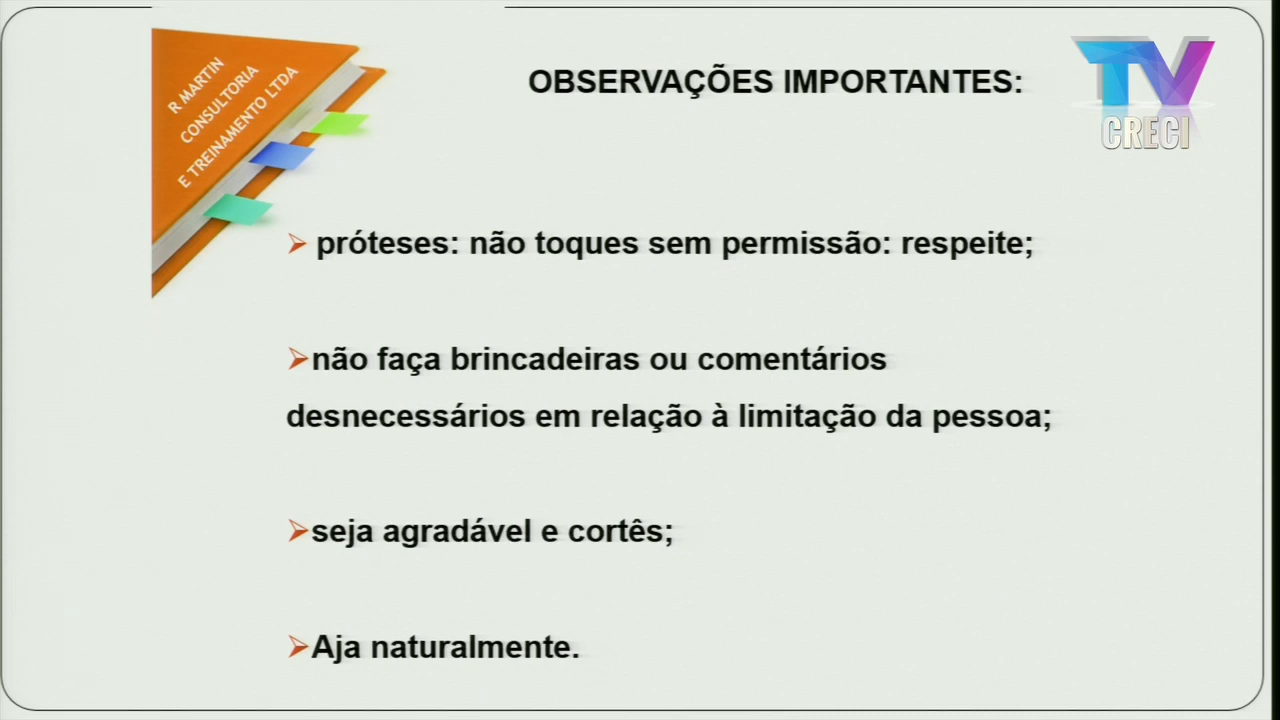 R MARTIN
CONSULTORIA
E TREINAMENTO LTDA
OBSERVAÇÕES IMPORTANTES:
TV
CRECI
próteses: não toques sem permissão: respeite;
não faça brincadeiras ou comentários
desnecessários em relação à limitação da pessoa;
seja agradável e cortês;
Aja naturalmente.